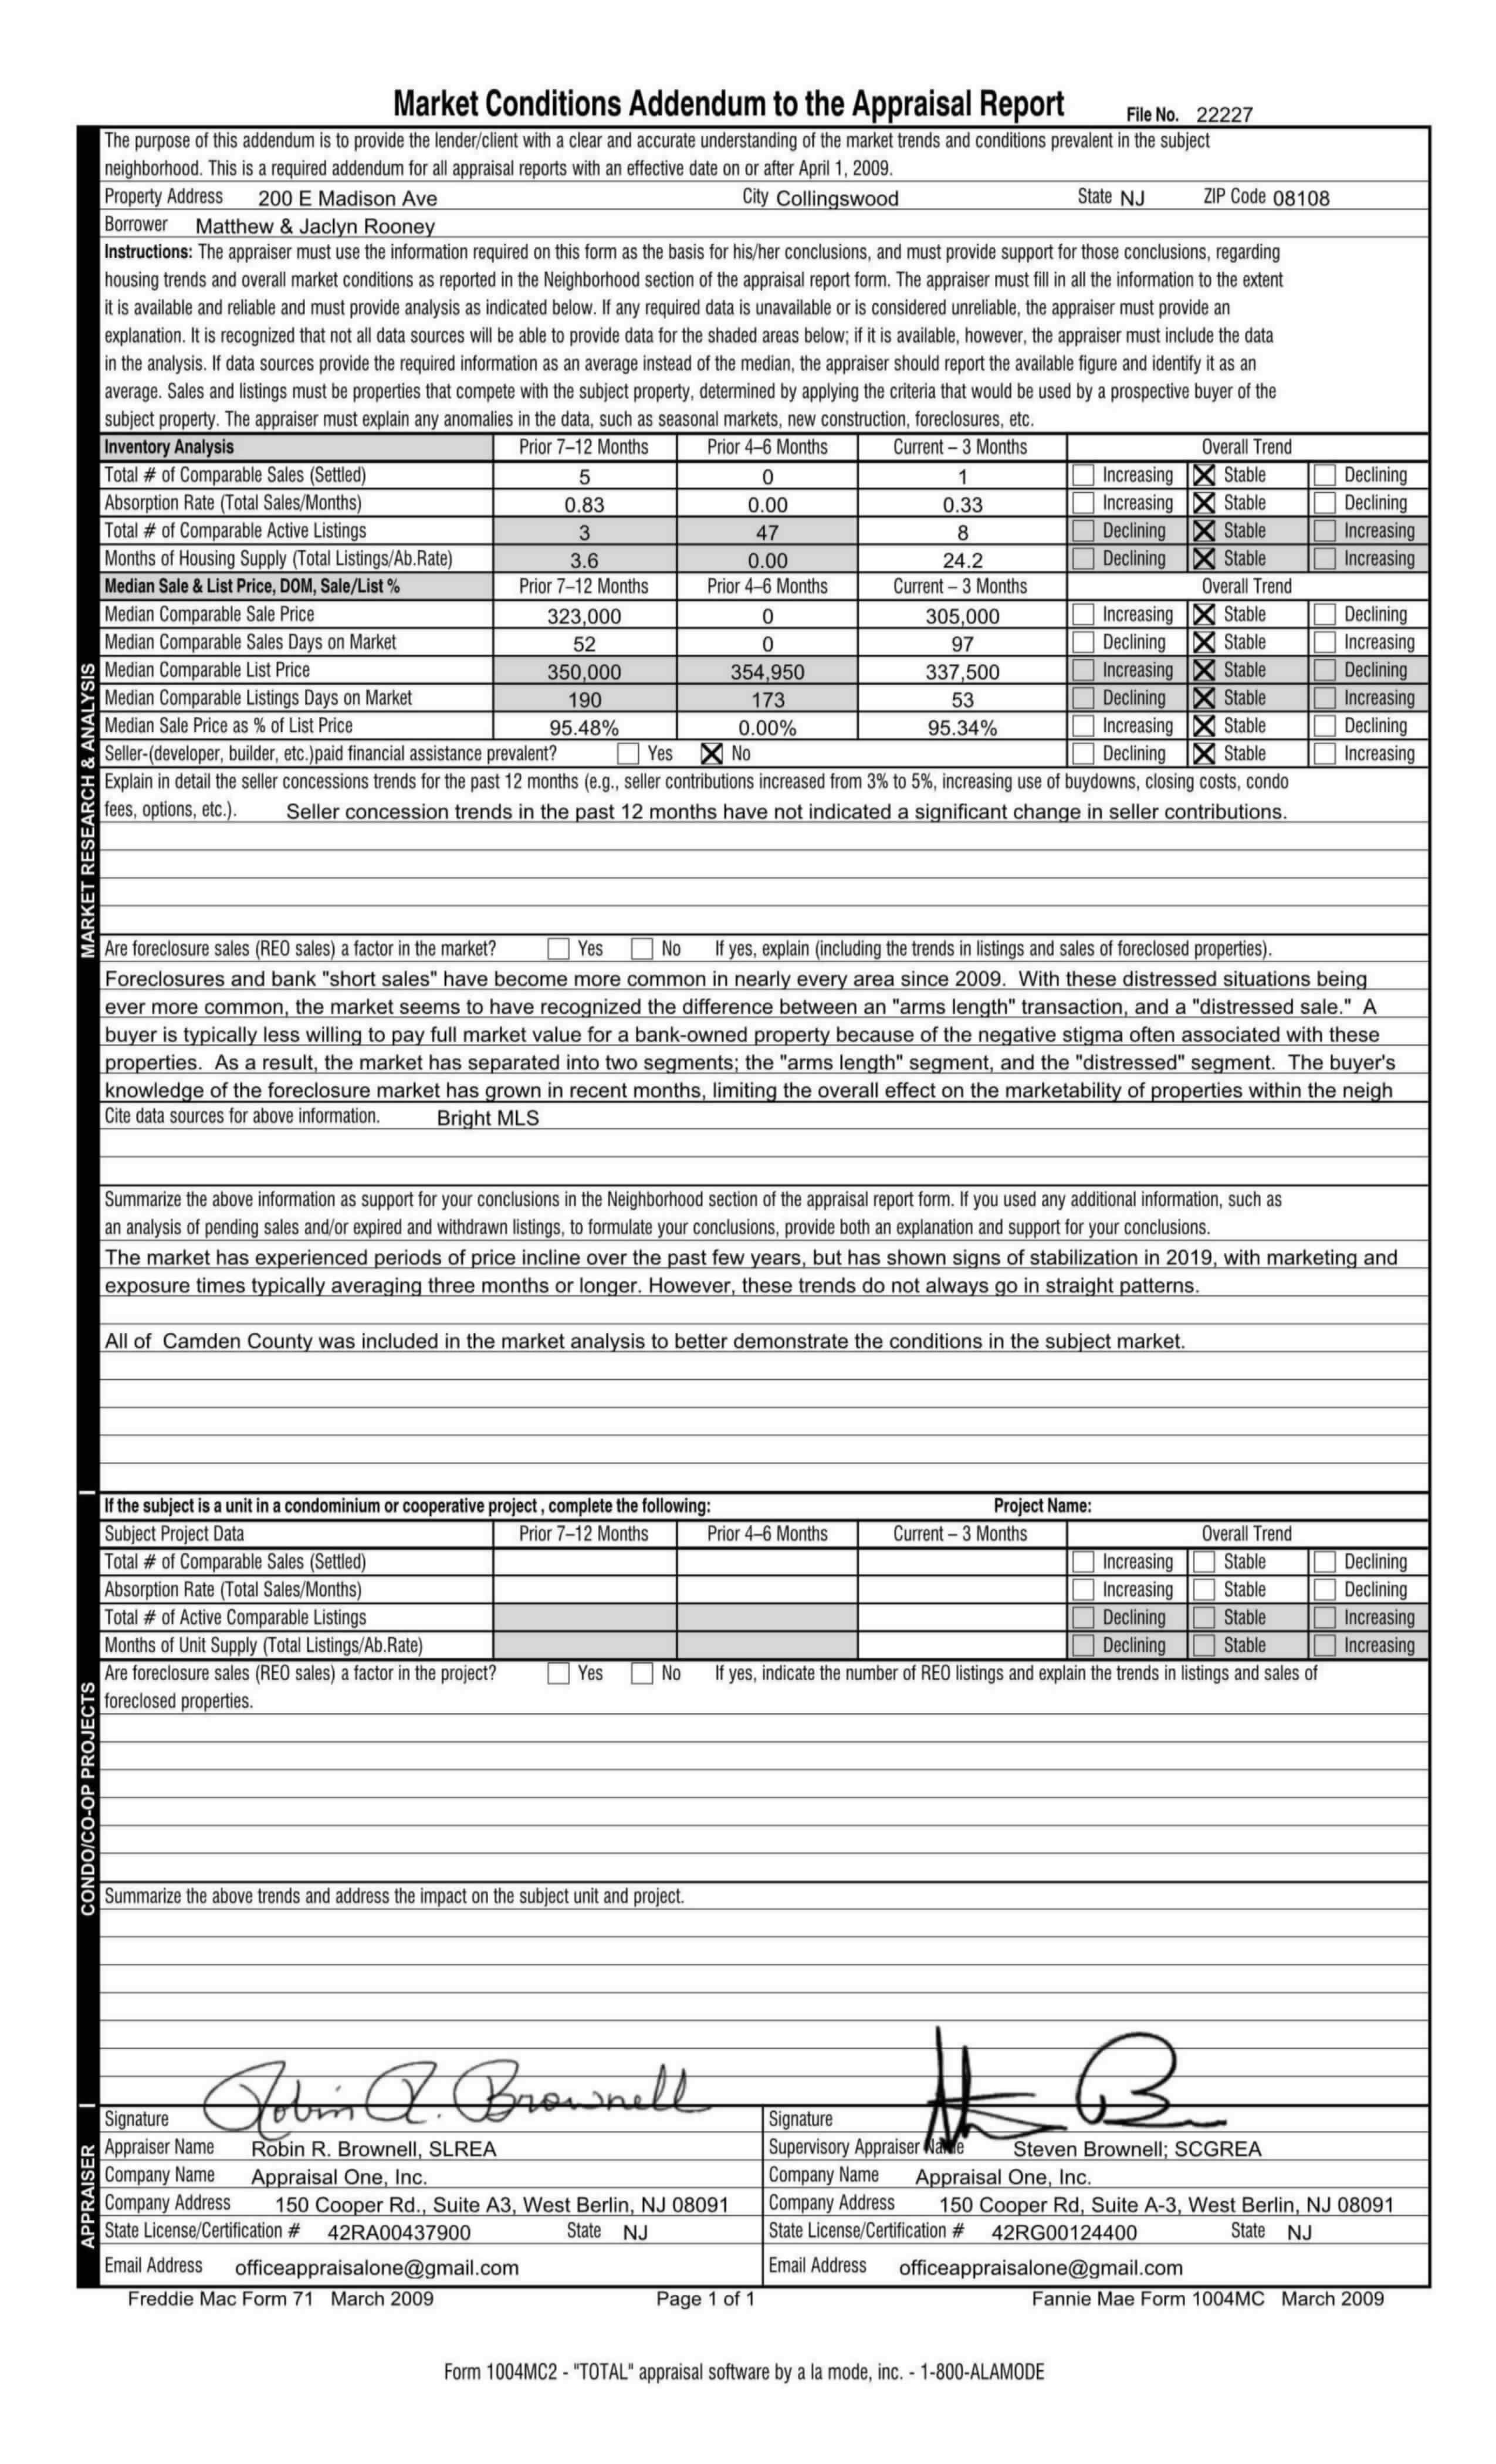 Market Conditions Addendum to the Appraisal Report File No. 22227
The purpose of this addendum is to provide the lender/client with a clear and accurate understanding of the market trends and conditions prevalent in the subject
neighborhood. This is a required addendum for all appraisal reports with an effective date on or after April 1, 2009.
Property Address 200 E Madison Ave City Collingswood State NJ ZIP Code 08108
Borrower Matthew & Jaclyn Rooney
Instructions: The appraiser must use the information required on this form as the basis for his/her conclusions, and must provide support for those conclusions, regarding
housing trends and overall market conditions as reported in the Neighborhood section of the appraisal report form. The appraiser must fill in all the information to the extent
it is available and reliable and must provide analysis as indicated below. If any required data is unavailable or is considered unreliable, the appraiser must provide an
explanation. It is recognized that not all data sources will be able to provide data for the shaded areas below; if it is available, however, the appraiser must include the data
in the analysis. If data sources provide the required information as an average instead of the median, the appraiser should report the available figure and identify it as an
average. Sales and listings must be properties that compete with the subject property, determined by applying the criteria that would be used by a prospective buyer of the
subject property. The appraiser must explain any anomalies in the data, such as seasonal markets, new construction, foreclosures, etc.
Inventory Analysis Prior 7–12 Months Prior 4–6 Months Current – 3 Months Overall Trend
Total # of Comparable Sales (Settled) 5 0 1 Increasing Stable Declining
Absorption Rate (Total Sales/Months) 0.83 0.00 0.33 Increasing Stable Declining
Total # of Comparable Active Listings 3 47 8 Declining Stable Increasing
Months of Housing Supply (Total Listings/Ab.Rate) 3.6 0.00 24.2 Declining Stable Increasing
Median Sale & List Price, DOM, Sale/List % Prior 7–12 Months Prior 4–6 Months Current – 3 Months Overall Trend
Median Comparable Sale Price 323,000 0 305,000 Increasing Stable Declining
Median Comparable Sales Days on Market 52 0 97 Declining Stable Increasing
Median Comparable List Price 350,000 354,950 337,500 Increasing Stable Declining
Median Comparable Listings Days on Market 190 173 53 Declining Stable Increasing
Median Sale Price as % of List Price 95.48% 0.00% 95.34% Increasing Stable Declining
Seller-(developer, builder, etc.)paid financial assistance prevalent? Yes No Declining Stable Increasing
Explain in detail the seller concessions trends for the past 12 months (e.g., seller contributions increased from 3% to 5%, increasing use of buydowns, closing costs, condo
fees, options, etc.). Seller concession trends in the past 12 months have not indicated a significant change in seller contributions.
MARKET RESEARCH & ANALYSIS
Are foreclosure sales (REO sales) a factor in the market? Yes No If yes, explain (including the trends in listings and sales of foreclosed properties).
Foreclosures and bank "short sales" have become more common in nearly every area since 2009. With these distressed situations being
ever more common, the market seems to have recognized the difference between an "arms length" transaction, and a "distressed sale." A
buyer is typically less willing to pay full market value for a bank-owned property because of the negative stigma often associated with these
properties. As a result, the market has separated into two segments; the "arms length" segment, and the "distressed" segment. The buyer's
knowledge of the foreclosure market has grown in recent months, limiting the overall effect on the marketability of properties within the neigh
Cite data sources for above information. Bright MLS
Summarize the above information as support for your conclusions in the Neighborhood section of the appraisal report form. If you used any additional information, such as
an analysis of pending sales and/or expired and withdrawn listings, to formulate your conclusions, provide both an explanation and support for your conclusions.
The market has experienced periods of price incline over the past few years, but has shown signs of stabilization in 2019, with marketing and
exposure times typically averaging three months or longer. However, these trends do not always go in straight patterns.
All of Camden County was included in the market analysis to better demonstrate the conditions in the subject market.
If the subject is a unit in a condominium or cooperative project , complete the following: Project Name:
Subject Project Data Prior 7–12 Months Prior 4–6 Months Current – 3 Months Overall Trend
Total # of Comparable Sales (Settled) Increasing Stable Declining
Absorption Rate (Total Sales/Months) Increasing Stable Declining
Total # of Active Comparable Listings Declining Stable Increasing
Months of Unit Supply (Total Listings/Ab.Rate) Declining Stable Increasing
Are foreclosure sales (REO sales) a factor in the project? Yes No If yes, indicate the number of REO listings and explain the trends in listings and sales of
foreclosed properties.
CONDO/CO-OP PROJECTS
Summarize the above trends and address the impact on the subject unit and project.
Robin R. Brownell
Signature Signature
Appraiser Name Robin R. Brownell, SLREA Supervisory Appraiser Name Steven Brownell; SCGREA
Company Name Appraisal One, Inc. Company Name Appraisal One, Inc.
Company Address 150 Cooper Rd., Suite A3, West Berlin, NJ 08091 Company Address 150 Cooper Rd, Suite A-3, West Berlin, NJ 08091
State License/Certification # 42RA00437900 State NJ State License/Certification # 42RG00124400 State NJ
Email Address officeappraisalone@gmail.com Email Address officeappraisalone@gmail.com
APPRAISER
Freddie Mac Form 71 March 2009 Page 1 of 1 Fannie Mae Form 1004MC March 2009
Form 1004MC2 - "TOTAL" appraisal software by a la mode, inc. - 1-800-ALAMODE